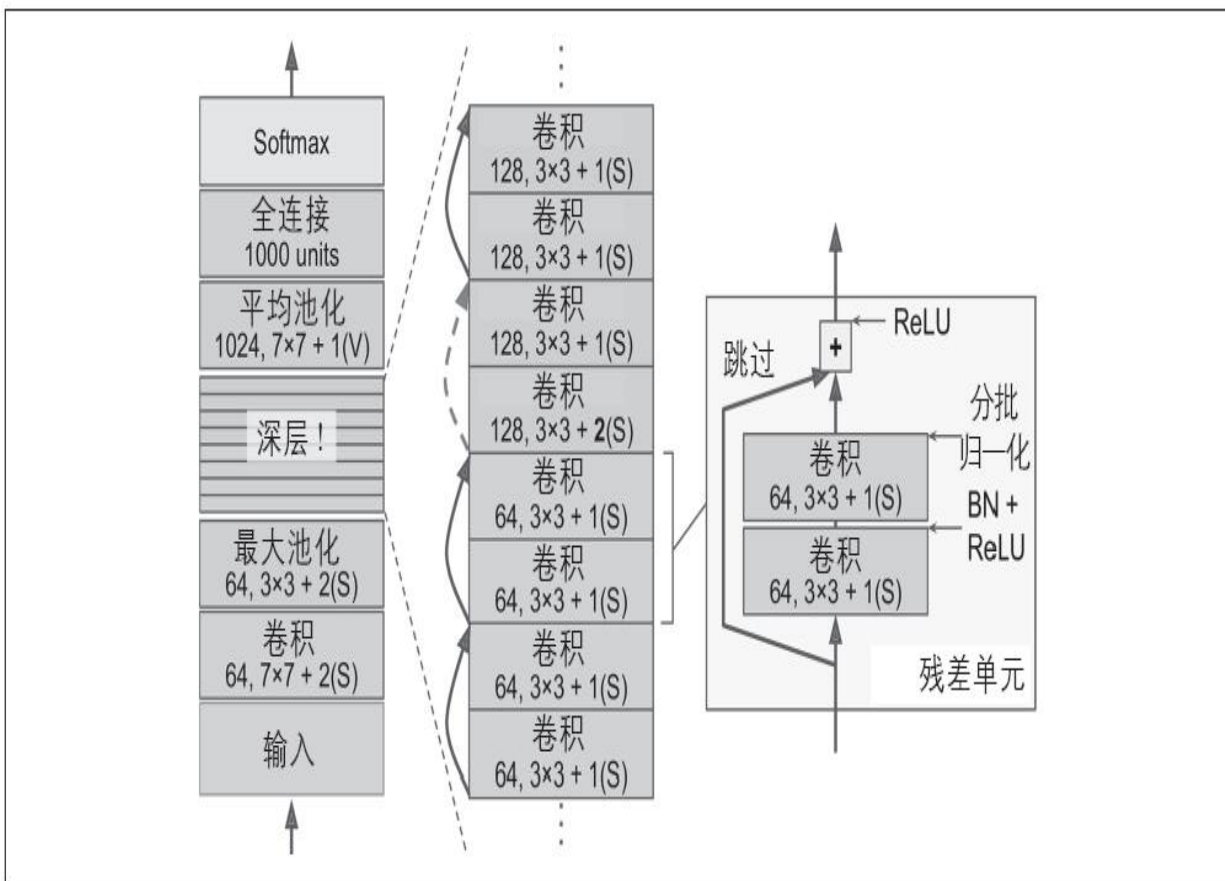 Softmax
全连接
1000 units
平均池化
1024, 7×7 + 1(V)
深层！
最大池化
64, 3×3 + 2(S)
卷积
64, 7×7 + 2(S)
输入
卷积
128, 3×3 + 1(S)
卷积
128, 3×3 + 1(S)
卷积
128, 3×3 + 1(S)
卷积
128, 3×3 + 2(S)
卷积
64, 3×3 + 1(S)
卷积
64, 3×3 + 1(S)
卷积
64, 3×3 + 1(S)
卷积
64, 3×3 + 1(S)
ReLU
+
跳过
分批
归一化
卷积
64, 3×3 + 1(S)
BN +
ReLU
卷积
64, 3×3 + 1(S)
残差单元